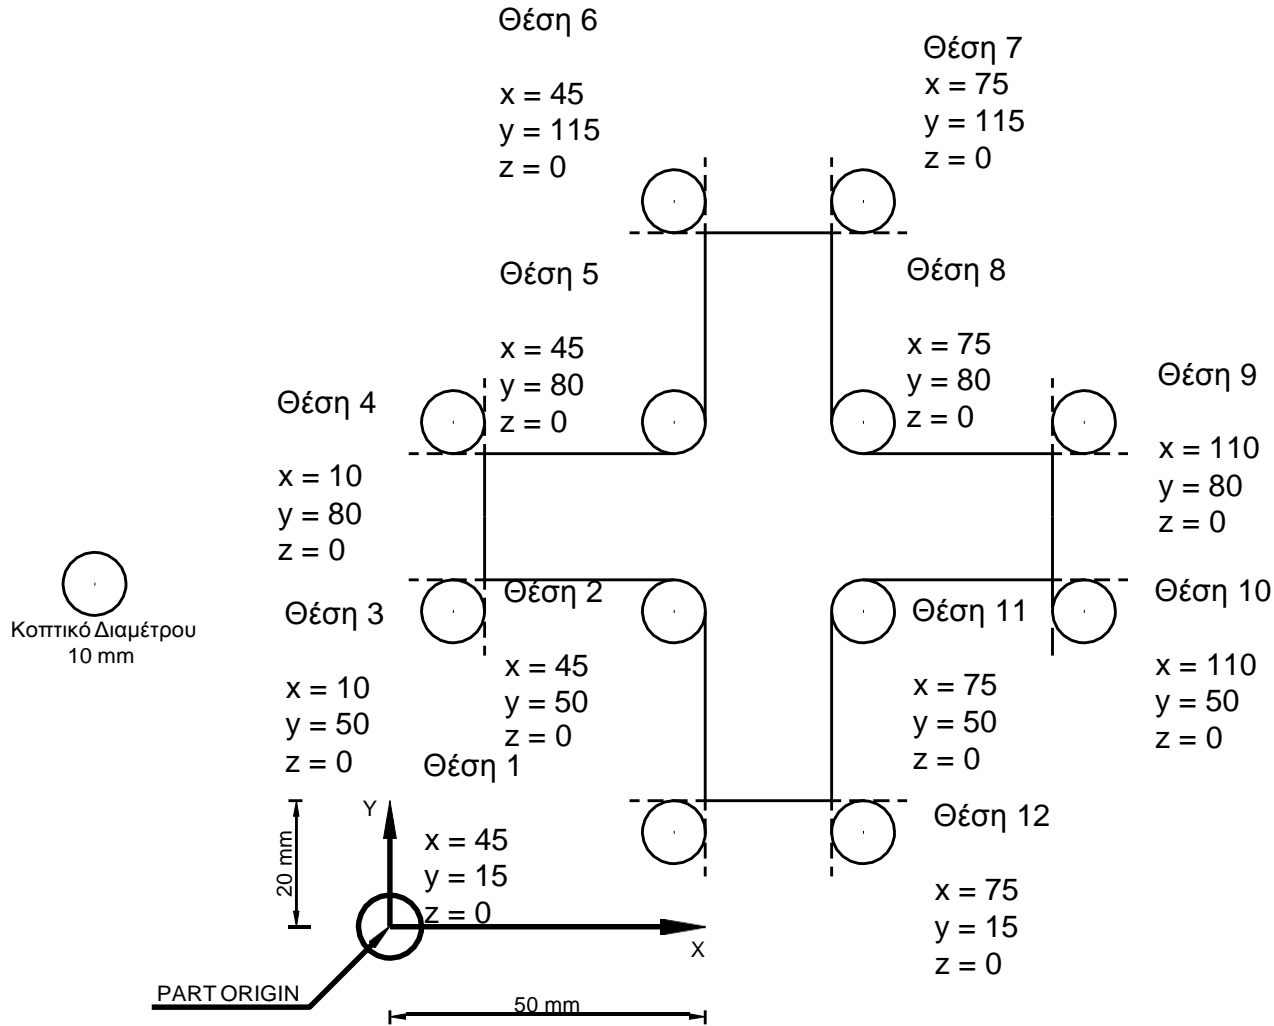 Θέση 6
x = 45
y = 115
z = 0
Θέση 7
x = 75
y = 115
z = 0
Θέση 5
x = 45
y = 80
z = 0
Θέση 8
x = 75
y = 80
z = 0
Θέση 4
x = 10
y = 80
z = 0
Θέση 9
x = 110
y = 80
z = 0
Κοπτικό Διαμέτρου
10 mm
Θέση 3
x = 10
y = 50
z = 0
Θέση 2
x = 45
y = 50
z = 0
Θέση 11
x = 75
y = 50
z = 0
Θέση 10
x = 110
y = 50
z = 0
Θέση 1
x = 45
y = 15
z = 0
Θέση 12
x = 75
y = 15
z = 0
Y
20 mm
X
PART ORIGIN
50 mm